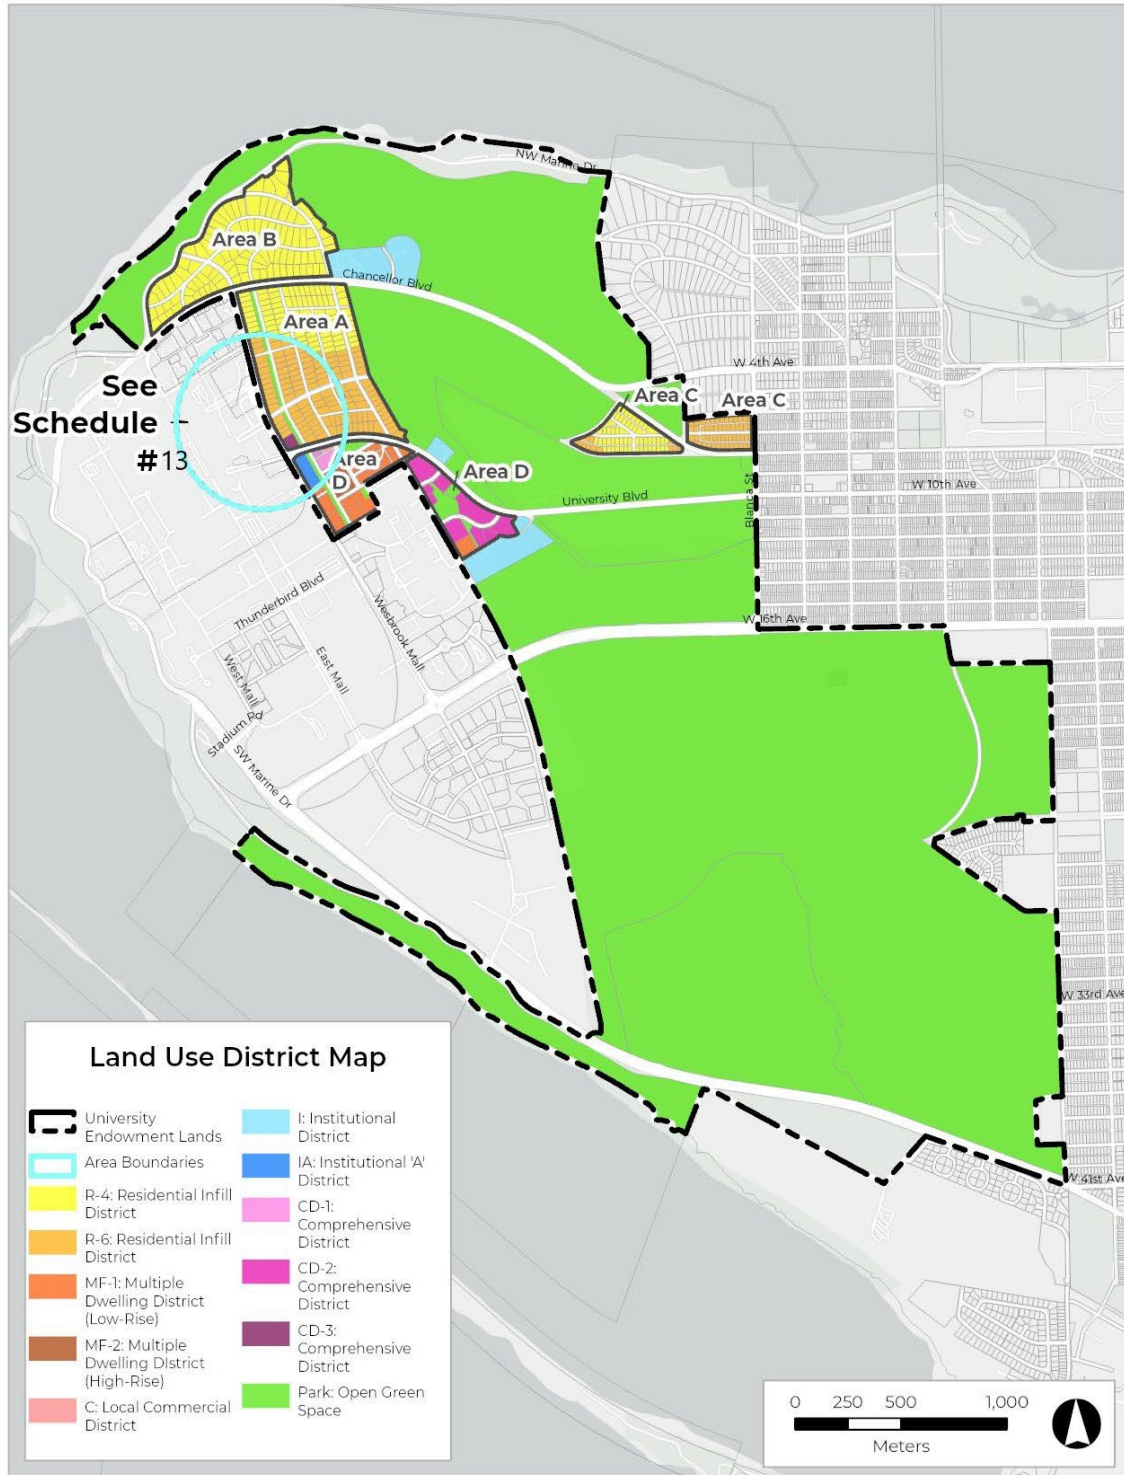 NW Marine Dr
Area B
Chancellor Blvd
Area A
W 4th Ave
See
Schedule
#13
Area C
Area C
Area
D
Area D
W 10th Ave
University Blvd
Blanca St
Thunderbird Blvd
Wesbrook Mall
W 16th Ave
West Mall
East Mall
Stadium Rd
SW Marine Dr
W 33rd Ave
W 41st Ave
Land Use District Map
University
Endowment Lands
Area Boundaries
R-4: Residential Infill
District
R-6: Residential Infill
District
MF-1: Multiple
Dwelling District
(Low-Rise)
MF-2: Multiple
Dwelling District
(High-Rise)
C: Local Commercial
District
I: Institutional
District
IA: Institutional 'A'
District
CD-1:
Comprehensive
District
CD-2:
Comprehensive
District
CD-3:
Comprehensive
District
Park: Open Green
Space
0 250 500 1,000
Meters